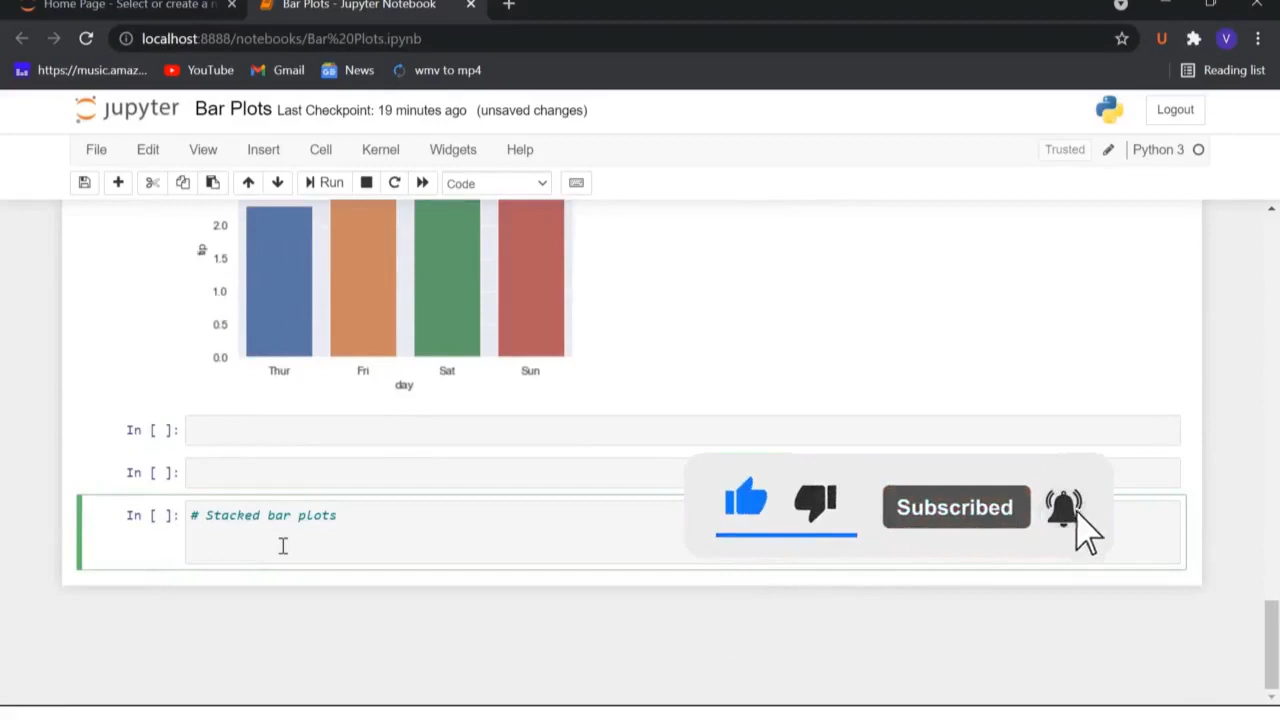 Home Page - Select or create a n
Bar Plots - Jupyter Notebook
localhost:8888/notebooks/Bar%20Plots.ipynb
U
V
https://music.amaz...
YouTube
Gmail
News
wmv to mp4
Reading list
jupyter
Bar Plots Last Checkpoint: 19 minutes ago (unsaved changes)
Logout
File Edit View Insert Cell Kernel Widgets Help
Trusted
Python 3
Run
Code
2.0
1.5
1.0
0.5
0.0
tip
Thur Fri Sat Sun
day
In [ ]:
In [ ]:
In [ ]: # Stacked bar plots
Subscribed